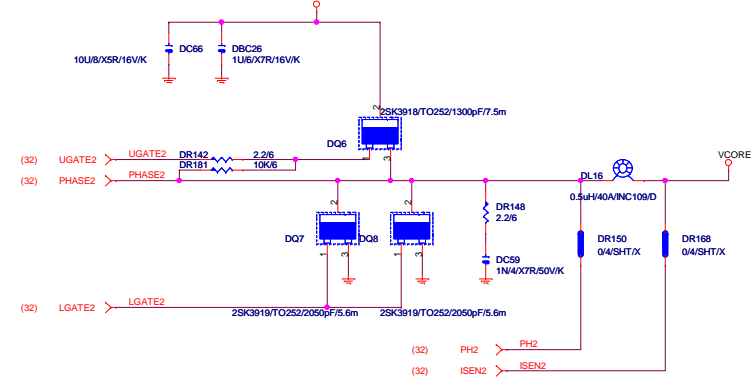 DC66
10U/8/X5R/16V/K
DBC26
1U/6/X7R/16V/K
2
2SK3918/TO252/1300pF/7.5m
DQ6
1
3
(32) UGATE2 UGATE2 DR142 2.2/6
DR181 10K/6
(32) PHASE2 PHASE2
VCORE
DL16
0.5uH/40A/INC109/D
2
2
DQ7
DQ8
1
3
1
3
DR148
2.2/6
DC59
1N/4/X7R/50V/K
DR150
0/4/SHT/X
DR168
0/4/SHT/X
(32) LGATE2 LGATE2
2SK3919/TO252/2050pF/5.6m
2SK3919/TO252/2050pF/5.6m
(32) PH2 PH2
(32) ISEN2 ISEN2